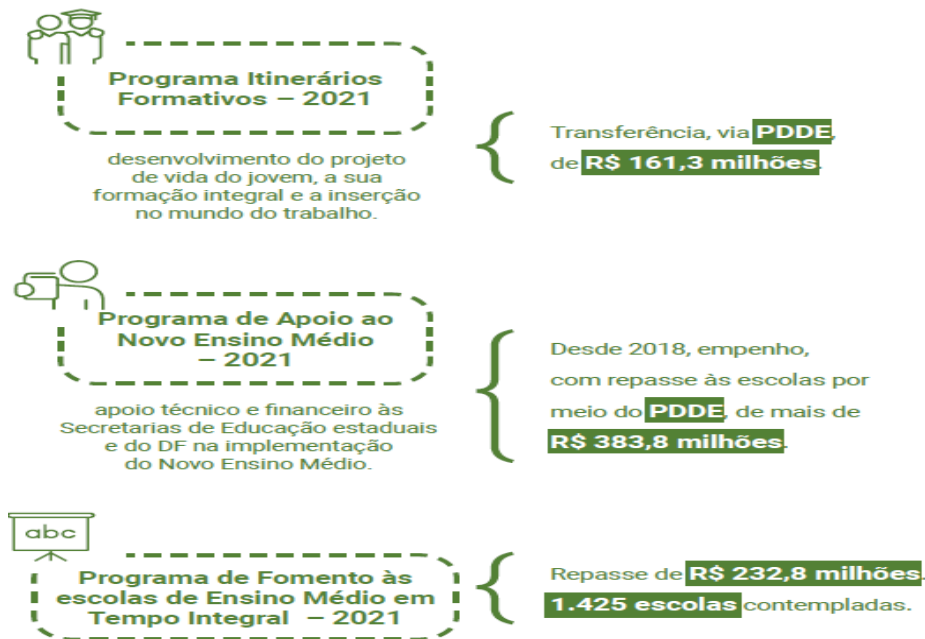 Programa Itinerários
Formativos – 2021
desenvolvimento do projeto
de vida do jovem, a sua
formação integral e a inserção
no mundo do trabalho.
Transferência, via PDDE,
de R$ 161,3 milhões.
Programa de Apoio ao
Novo Ensino Médio
– 2021
apoio técnico e financeiro às
Secretarias de Educação estaduais
e do DF na implementação
do Novo Ensino Médio.
Desde 2018, empenho,
com repasse às escolas por
meio do PDDE, de mais de
R$ 383,8 milhões.
abc
Programa de Fomento às
escolas de Ensino Médio em
Tempo Integral – 2021
Repasse de R$ 232,8 milhões.
1.425 escolas contempladas.